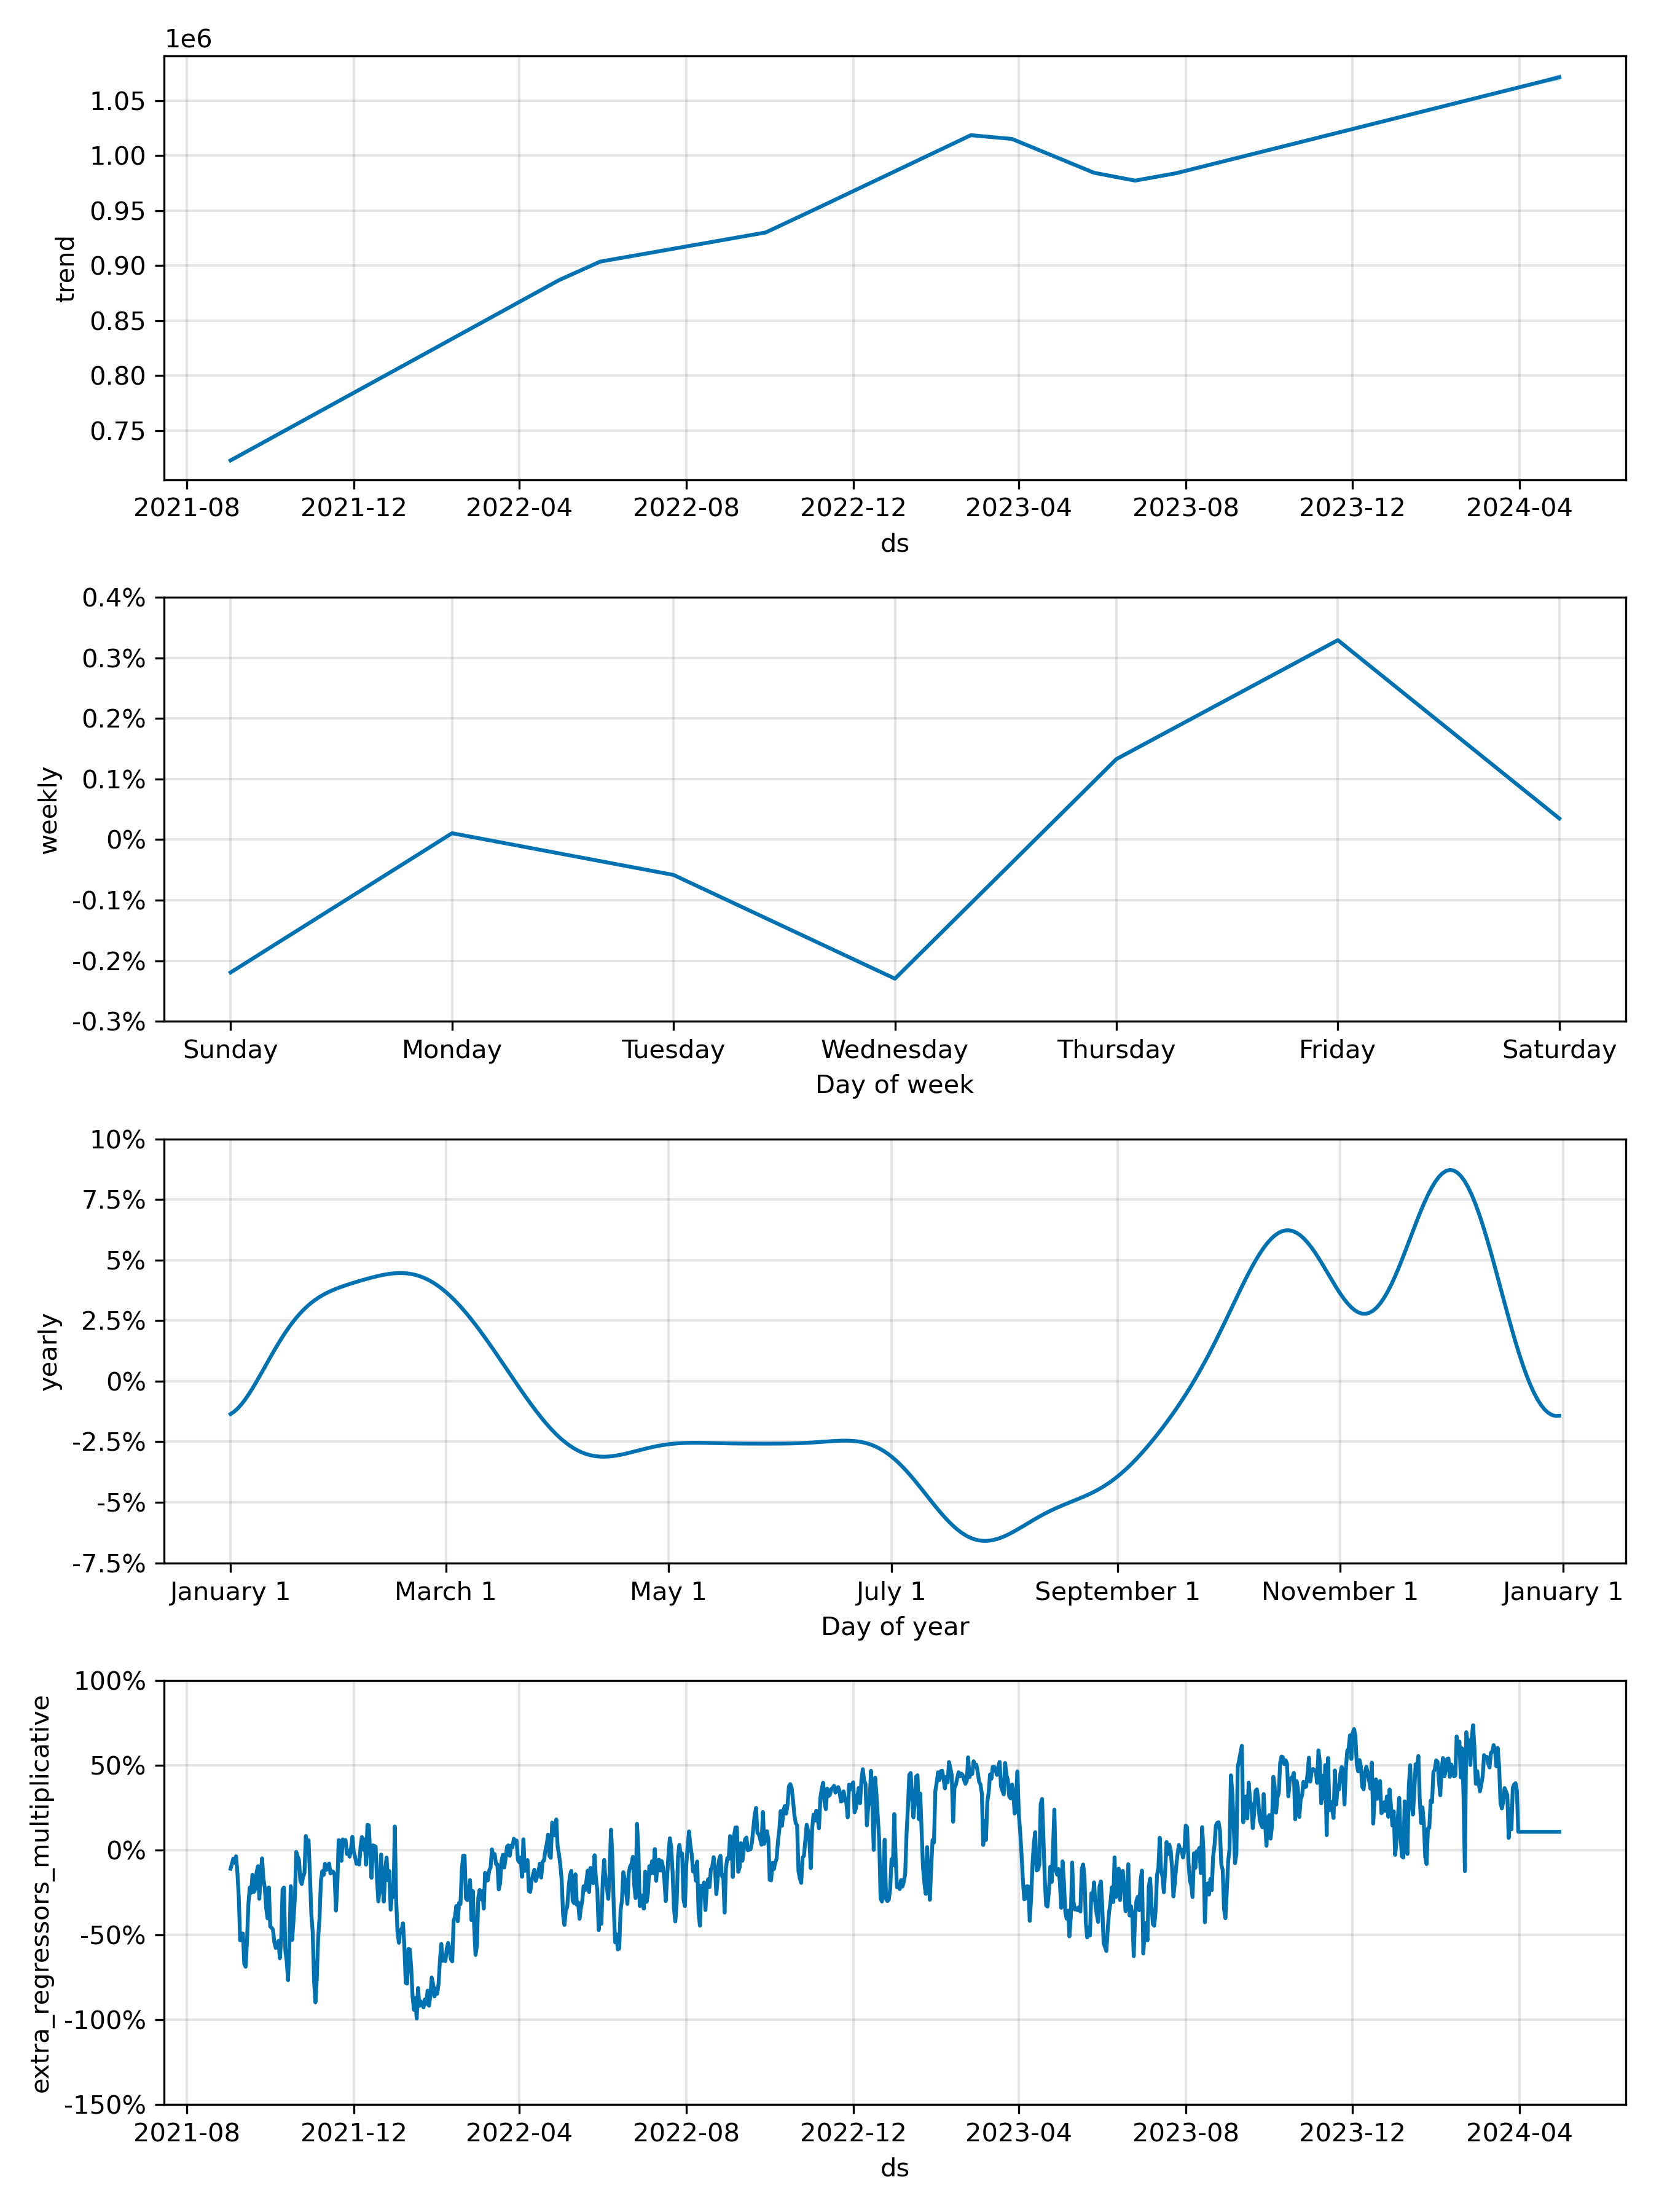 1e6
1.05
1.00
0.95
0.90
0.85
0.80
0.75
trend
2021-08 2021-12 2022-04 2022-08 2022-12 2023-04 2023-08 2023-12 2024-04
ds
0.4%
0.3%
0.2%
0.1%
0%
-0.1%
-0.2%
-0.3%
weekly
Sunday Monday Tuesday Wednesday Thursday Friday Saturday
Day of week
10%
7.5%
5%
2.5%
0%
-2.5%
-5%
-7.5%
yearly
January 1 March 1 May 1 July 1 September 1 November 1 January 1
Day of year
100%
50%
0%
-50%
-100%
-150%
extra_regressors_multiplicative
2021-08 2021-12 2022-04 2022-08 2022-12 2023-04 2023-08 2023-12 2024-04
ds